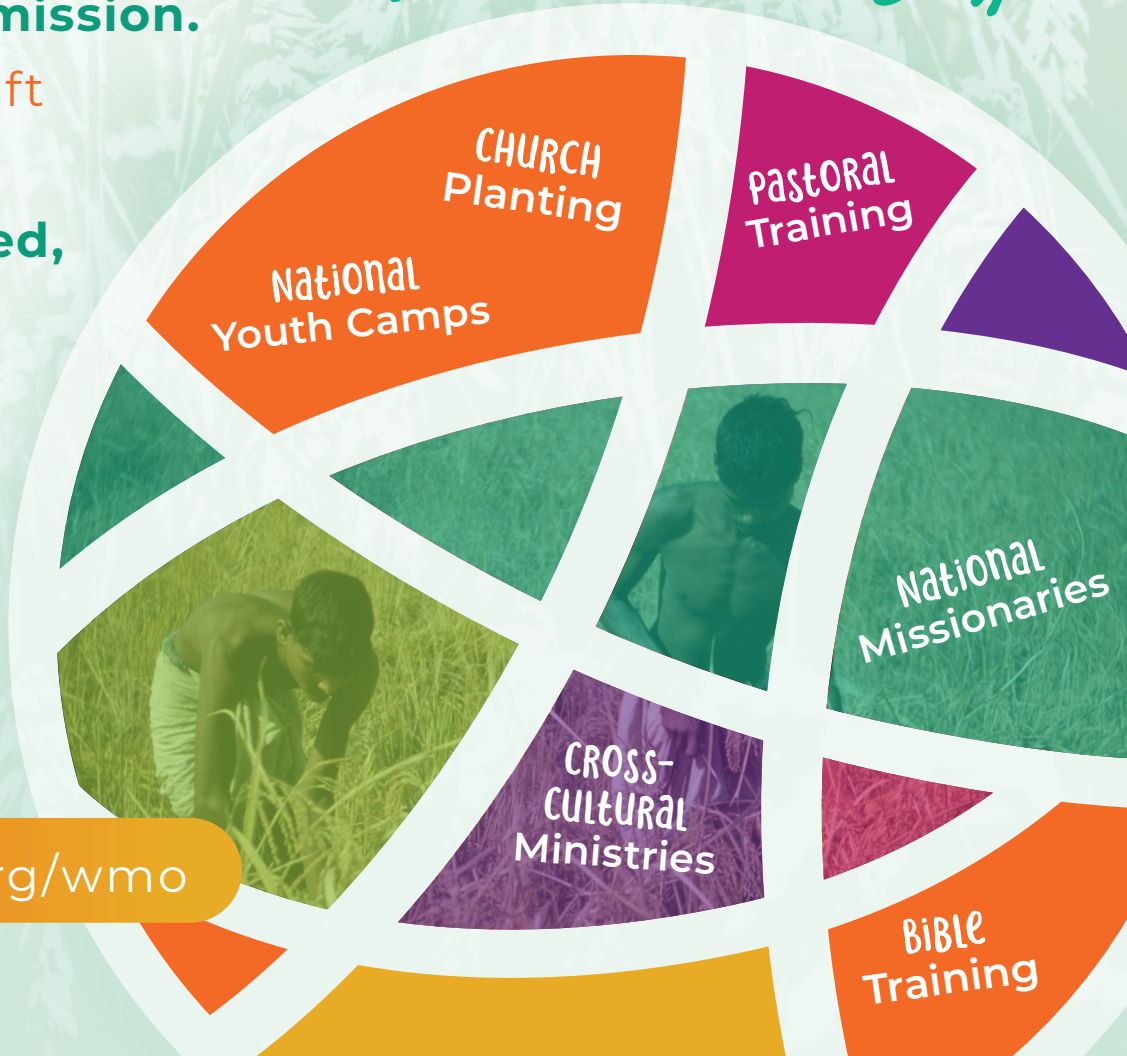 mission.
ft
ed,
rg/wmo
CHURCH
Planting
National
Youth Camps
Pastoral
Training
National
Missionaries
CROSS-
CULTURAL
Ministries
BiBLe
Training